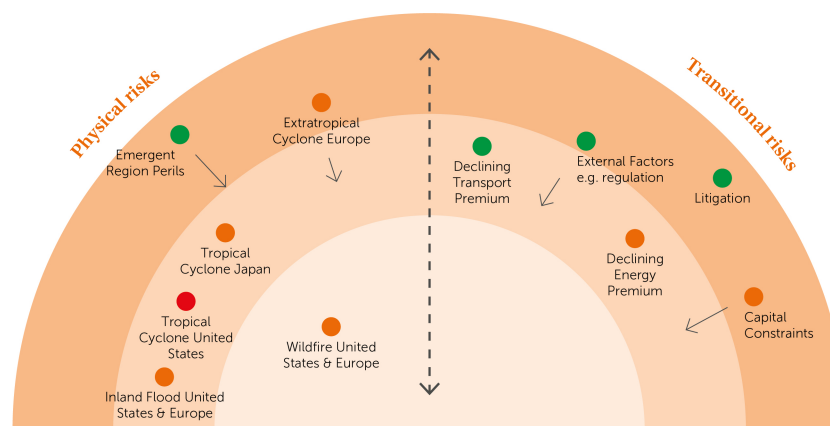 Physical risks
Transitional risks
Extratropical
Cyclone Europe
Emergent
Region Perils
Tropical
Cyclone Japan
Tropical
Cyclone United
States
Inland Flood United
States & Europe
Wildfire United
States & Europe
Declining
Transport
Premium
External Factors
e.g. regulation
Litigation
Declining
Energy
Premium
Capital
Constraints